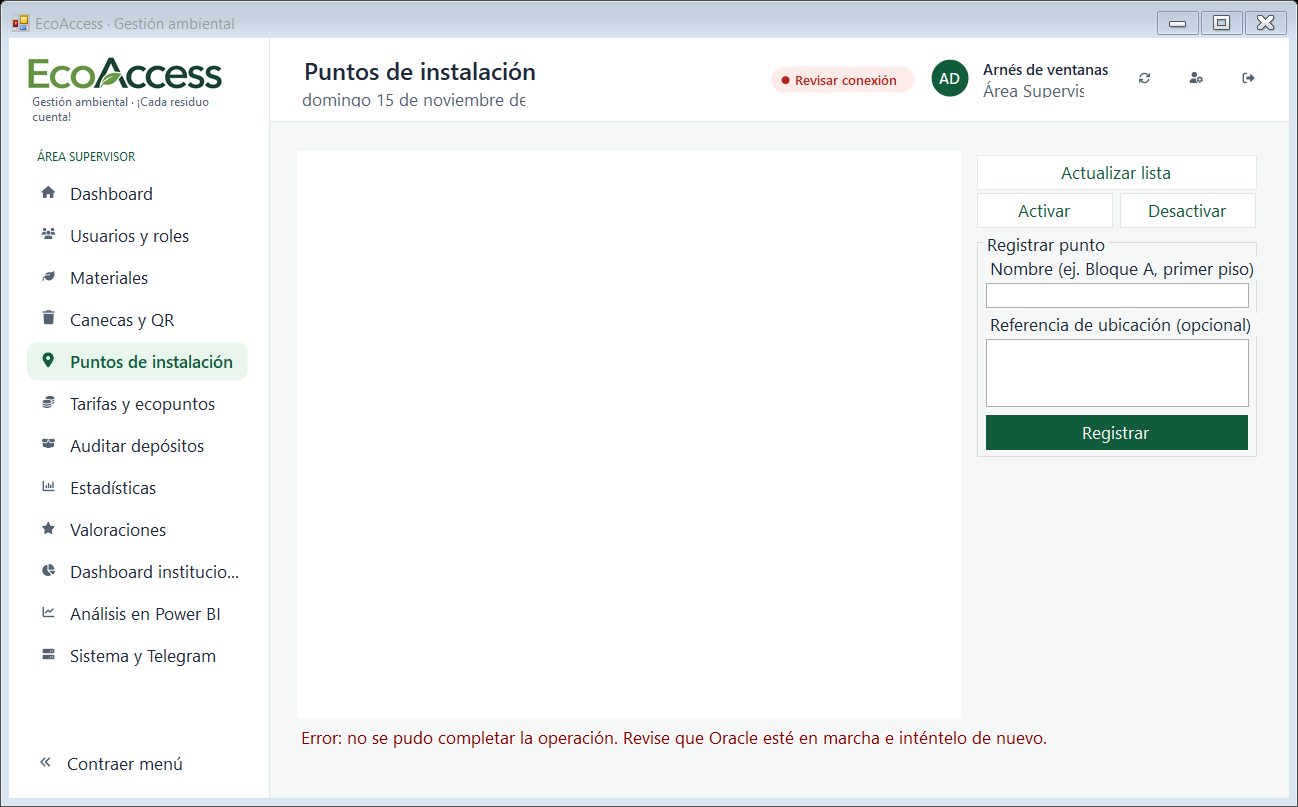 EcoAccess · Gestión ambiental
EcoAccess
Gestión ambiental · ¡Cada residuo
cuenta!
ÁREA SUPERVISOR
Dashboard
Usuarios y roles
Materiales
Canecas y QR
Puntos de instalación
Tarifas y ecopuntos
Auditar depósitos
Estadísticas
Valoraciones
Dashboard institucio...
Análisis en Power BI
Sistema y Telegram
Contraer menú
Puntos de instalación
domingo 15 de noviembre de
Revisar conexión
AD
Arnés de ventanas
Área Supervis
Actualizar lista
Activar
Desactivar
Registrar punto
Nombre (ej. Bloque A, primer piso)
Referencia de ubicación (opcional)
Registrar
Error: no se pudo completar la operación. Revise que Oracle esté en marcha e inténtelo de nuevo.